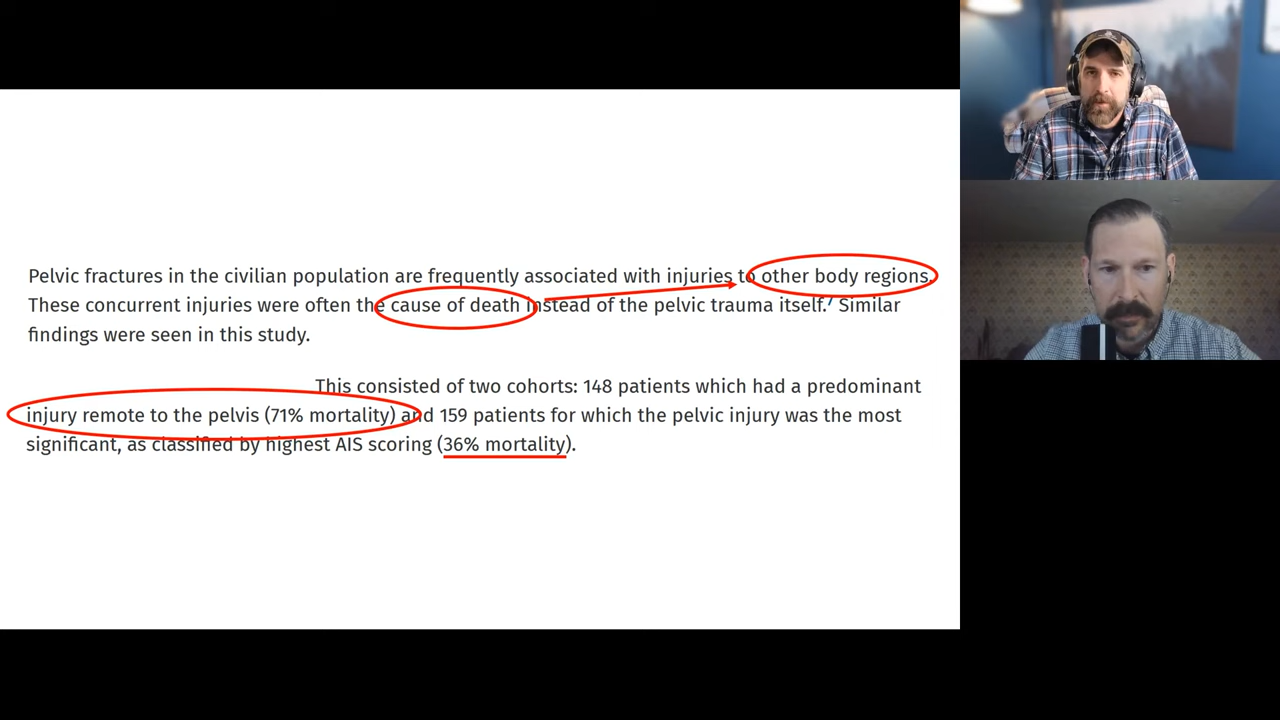 Pelvic fractures in the civilian population are frequently associated with injuries to other body regions.
These concurrent injuries were often the cause of death instead of the pelvic trauma itself.⁷ Similar
findings were seen in this study.
This consisted of two cohorts: 148 patients which had a predominant
injury remote to the pelvis (71% mortality) and 159 patients for which the pelvic injury was the most
significant, as classified by highest AIS scoring (36% mortality).